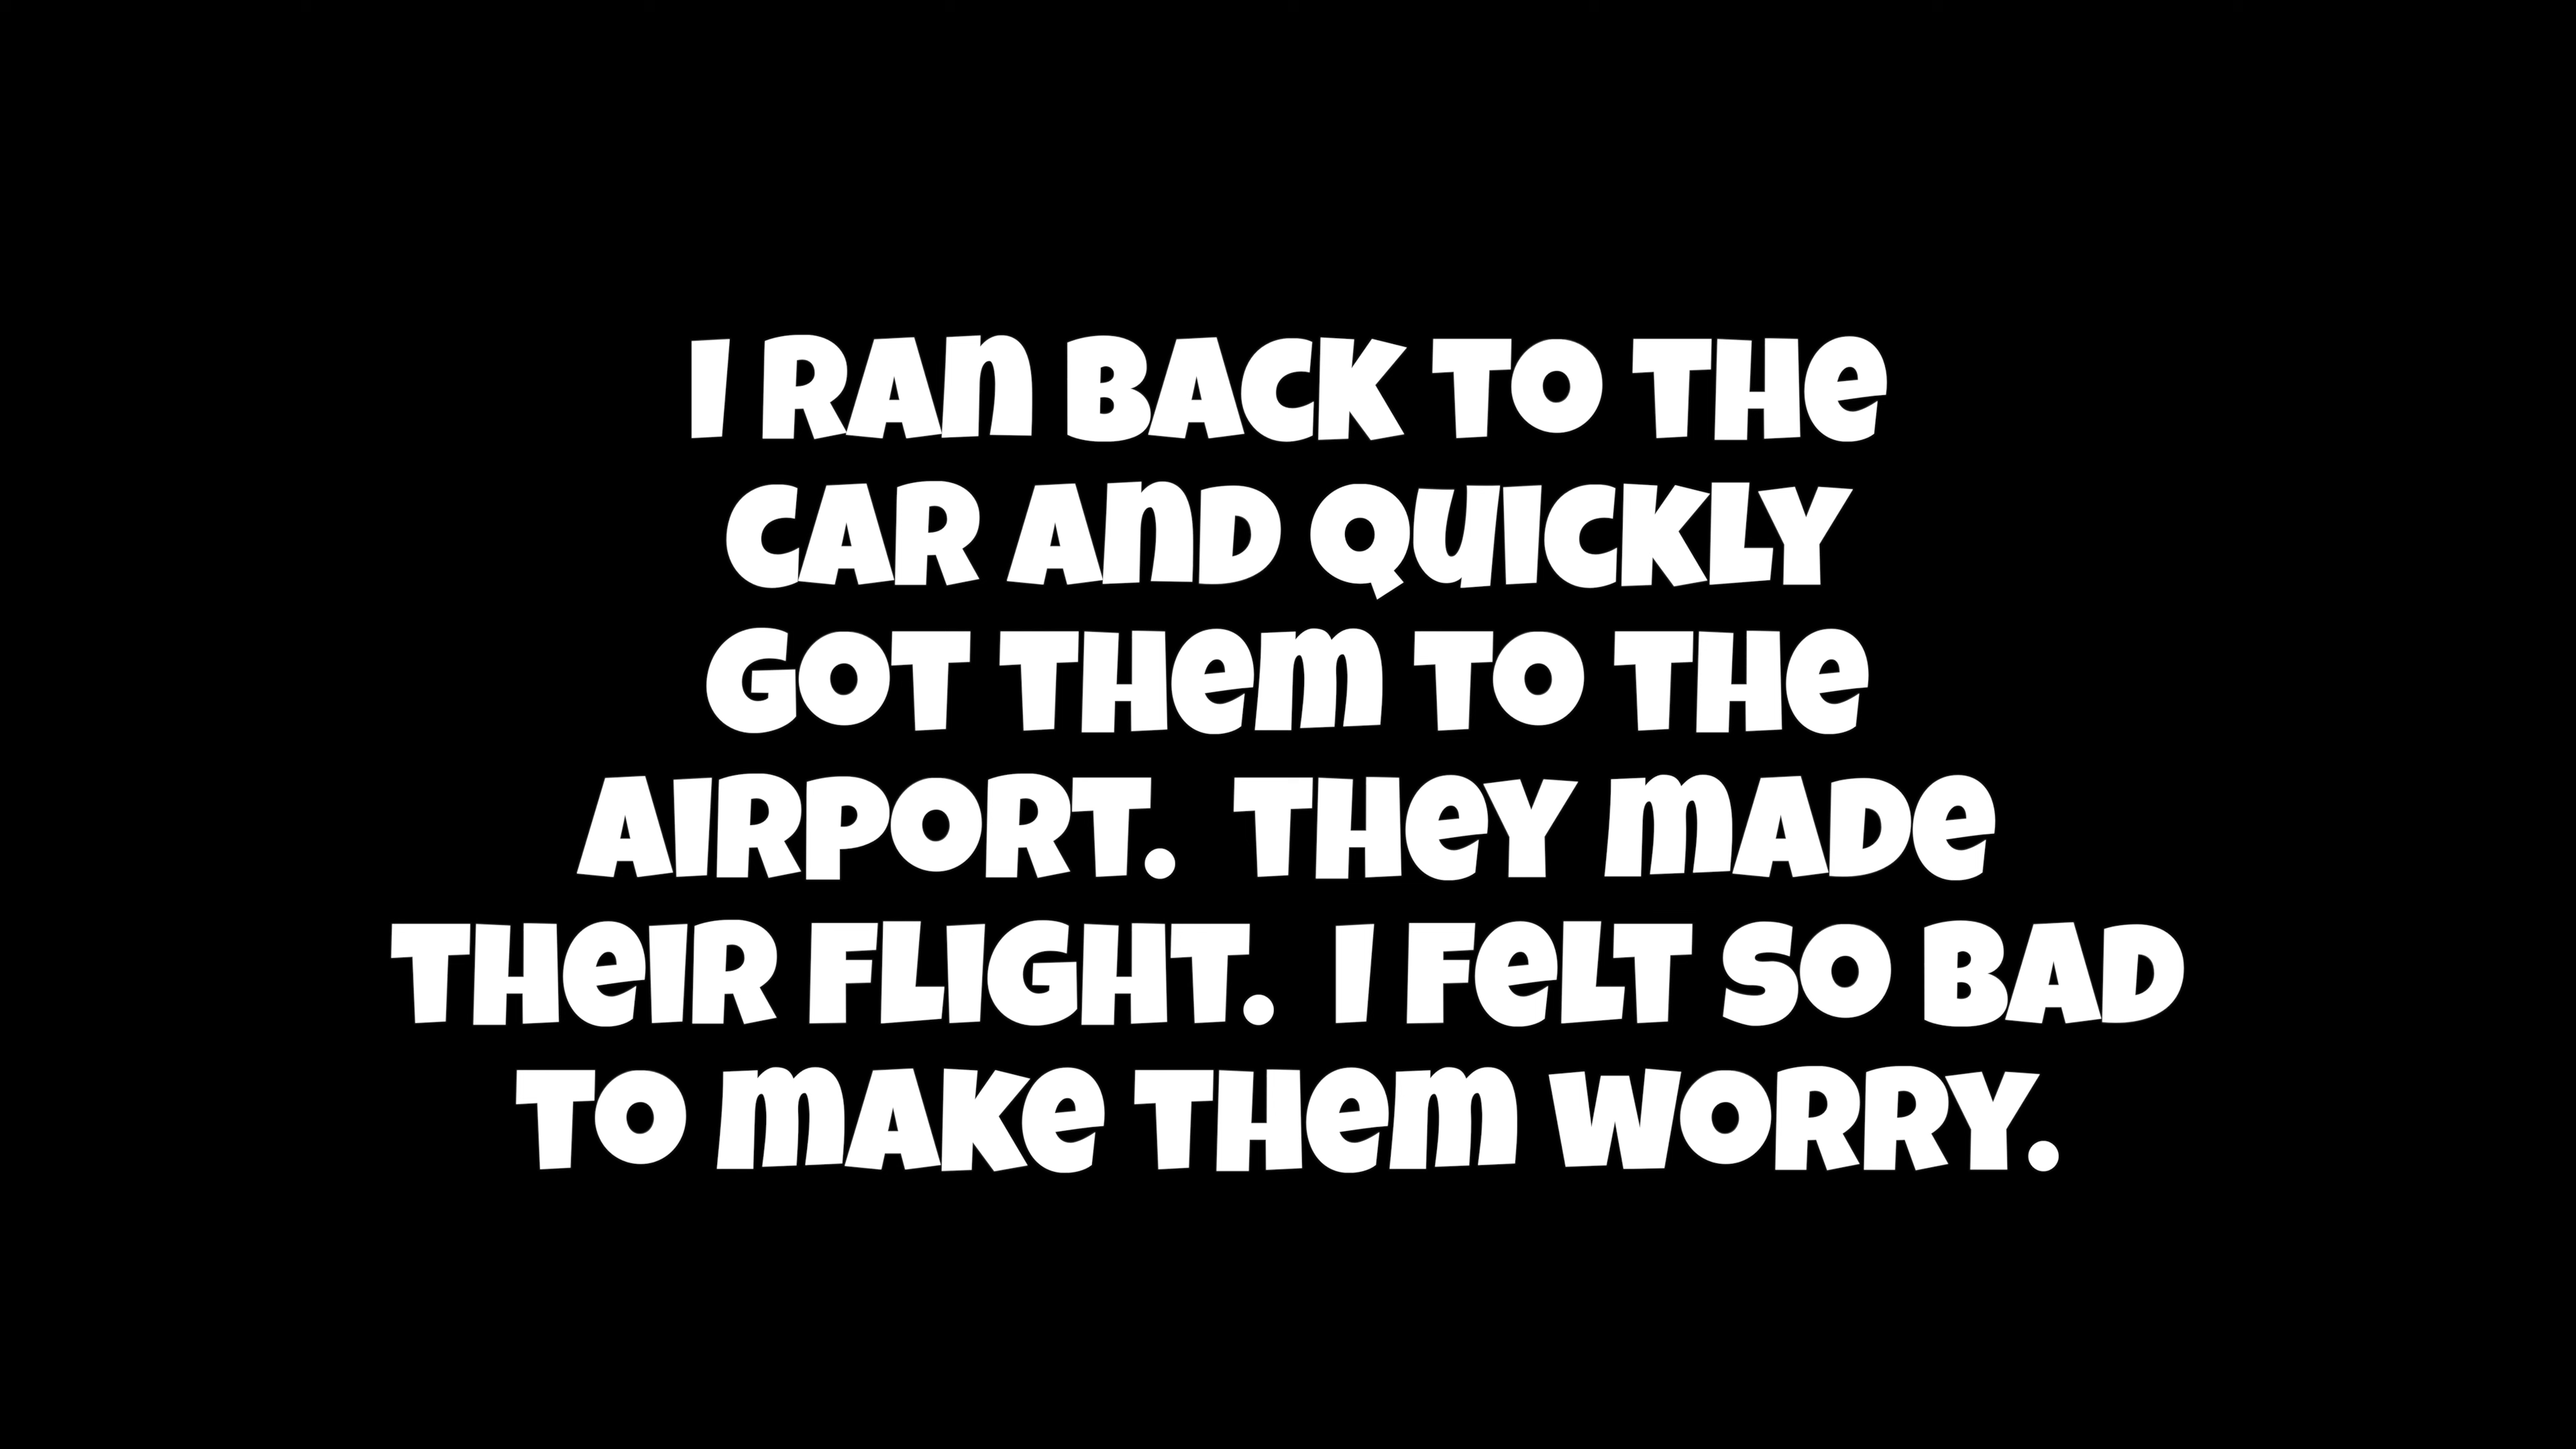 I RAN BACK TO THE
CAR AND QUICKLY
GOT THEM TO THE
AIRPORT.  THEY MADE
THEIR FLIGHT.  I FELT SO BAD
TO MAKE THEM WORRY.